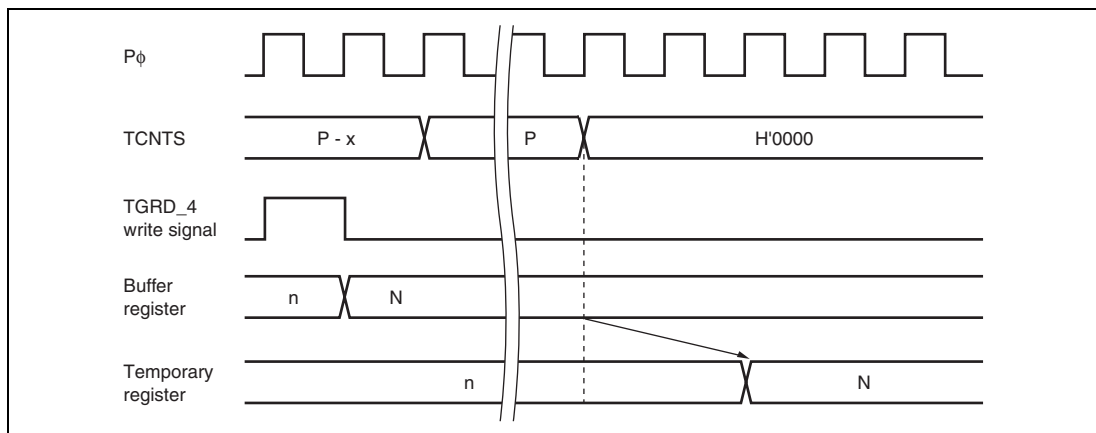 Pϕ
TCNTS
P - x
P
H'0000
TGRD_4
write signal
Buffer
register
n
N
Temporary
register
n
N